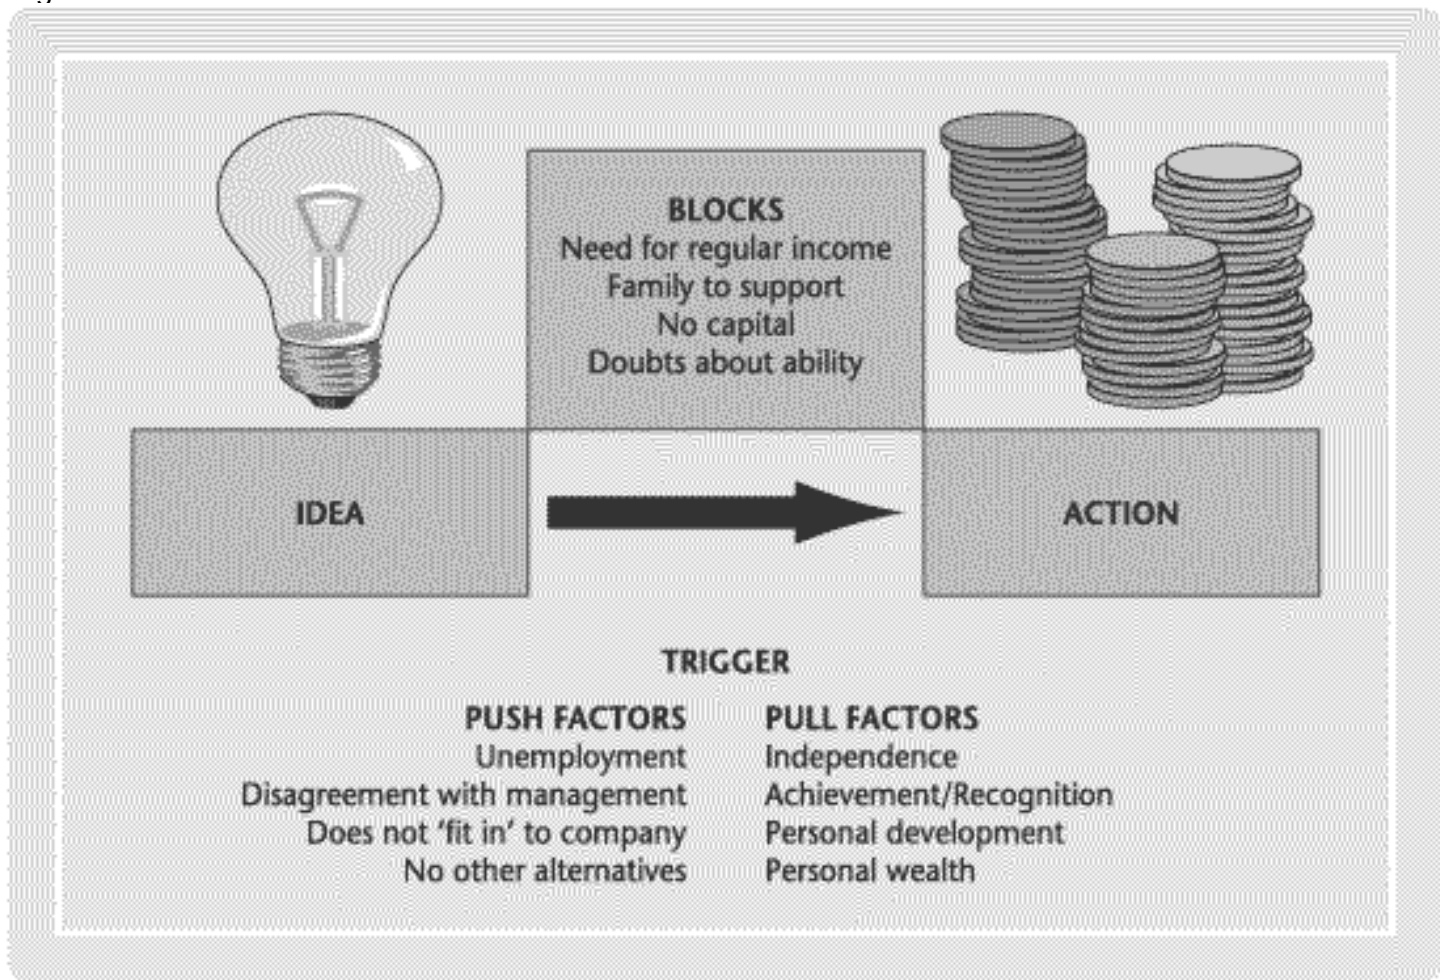 BLOCKS
Need for regular income
Family to support
No capital
Doubts about ability
IDEA
ACTION
TRIGGER
PUSH FACTORS
Unemployment
Disagreement with management
Does not ‘fit in’ to company
No other alternatives
PULL FACTORS
Independence
Achievement/Recognition
Personal development
Personal wealth